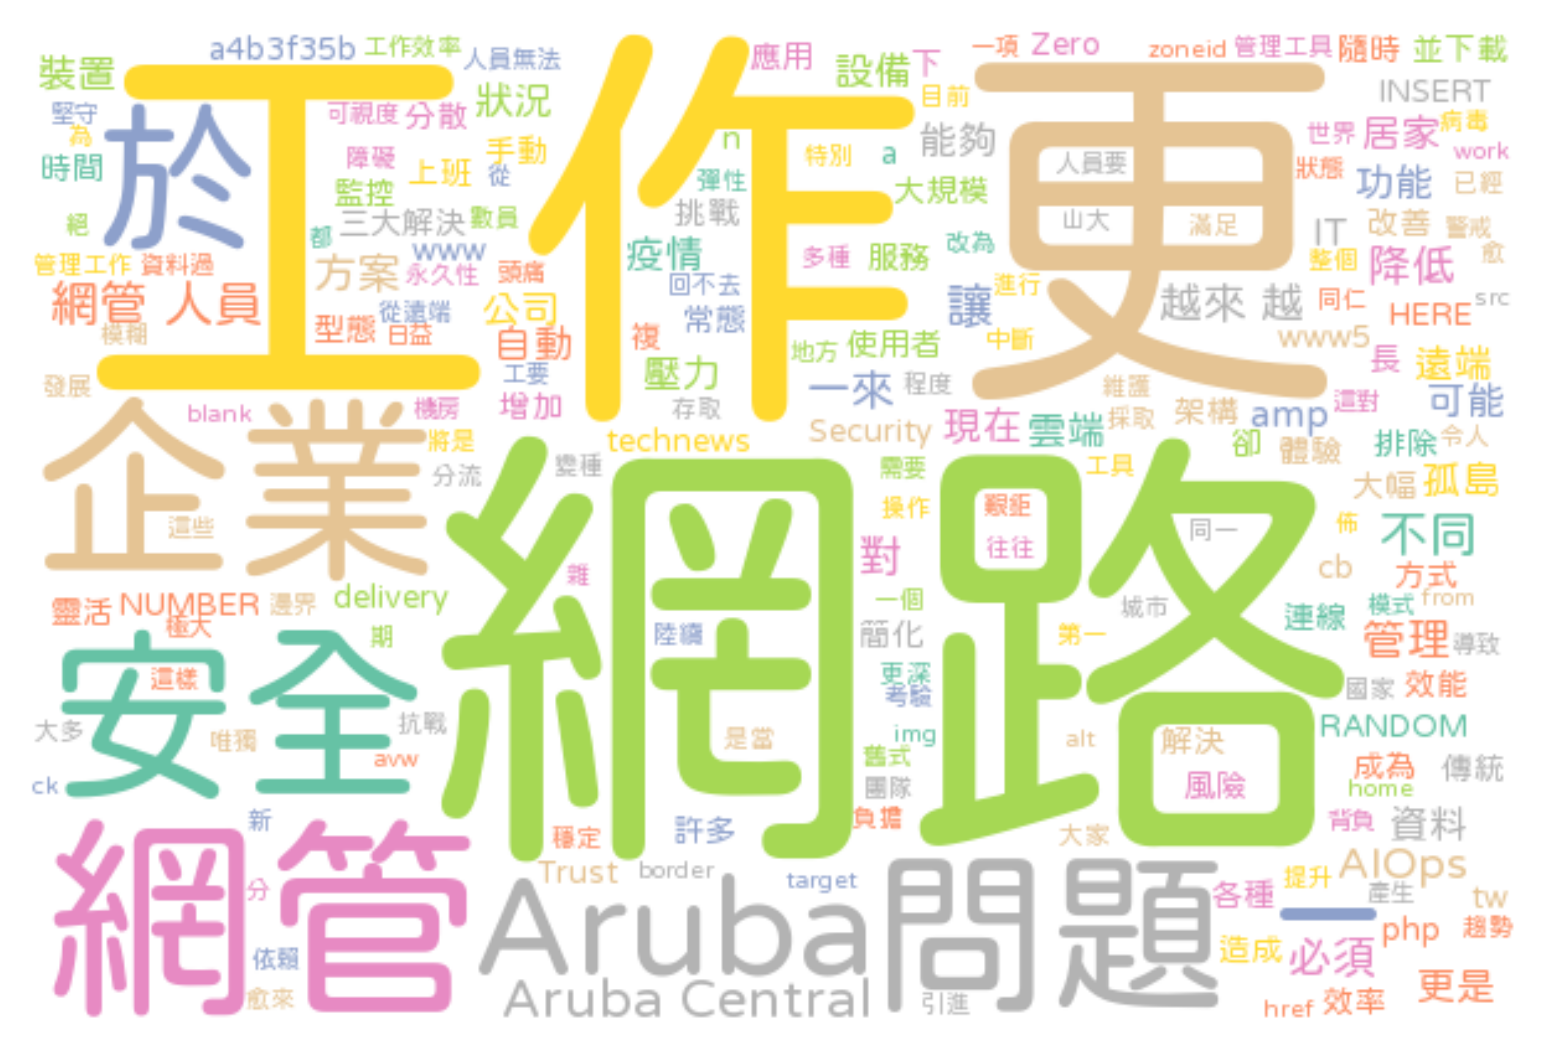 a4b3f35b 工作效率 人員無法 應用 設備 下 一項 Zero zoneid 管理工具 隨時 並下載
裝置 工作 更 狀況 目前 INSERT
堅守 於 可視度 分散 n 能夠 世界 居家 病毒
為 障礙 上班 手動 從 特別 a 人員要 狀態 work
時間 監控 彈性 大規模 功能 已經
絕 三大解決 數員 挑戰 山大 滿足 IT 改善 警戒
都 www 疫情 多種 服務 改為 整個 降低 愈
管理工作 資料過 方案 永久性 頭痛 回不去 進行
網管 人員 從遠端 公司 常態 讓 越來 越 同仁 HERE src
模糊 型態 日益 自動 複 地方 使用者 中斷 www5
發展 工要 壓力 一來 程度 維護 長 遠端
blank 機房 增加 存取 採取 架構 amp 這對 可能
企業 將是 technews Security 現在 雲端 卻 體驗 排除 令人
分流 變種 網路 需要 工具 大幅 孤島
這些 操作 艱鉅 同一 佈 不同
雜 對 往往 cb 方式
靈活 NUMBER 邊界 delivery 一個 城市 連線 模式 from
極大 期 陸續 簡化 第一 管理 導致
安全 這樣 更深 國家 效能
大多 唯獨 抗戰 是當 考驗 img alt 解決 RANDOM
ck avw 舊式 團隊 風險 成為 home 傳統
新 穩定 許多 負擔 大家 背負 資料
網管 分 Trust border target 問題 各種 提升 AIOps 產生 tw
依賴 Aruba 一 造成 必須 php 趨勢
愈來 Aruba Central 引進 href 效率 更是